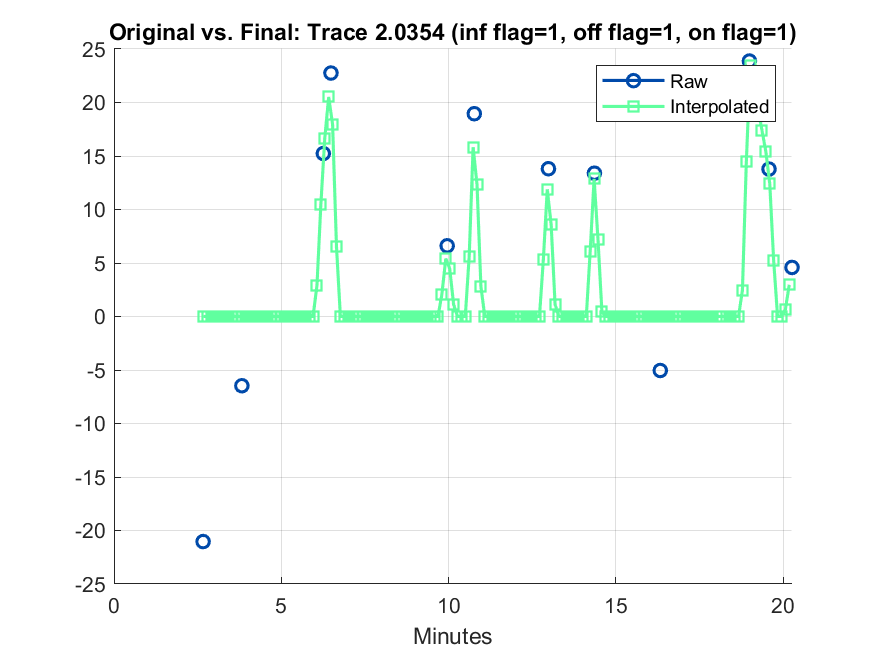 Original vs. Final: Trace 2.0354 (inf flag=1, off flag=1, on flag=1)
25
20
15
10
5
0
-5
-10
-15
-20
-25
Raw
Interpolated
0 5 10 15 20
Minutes